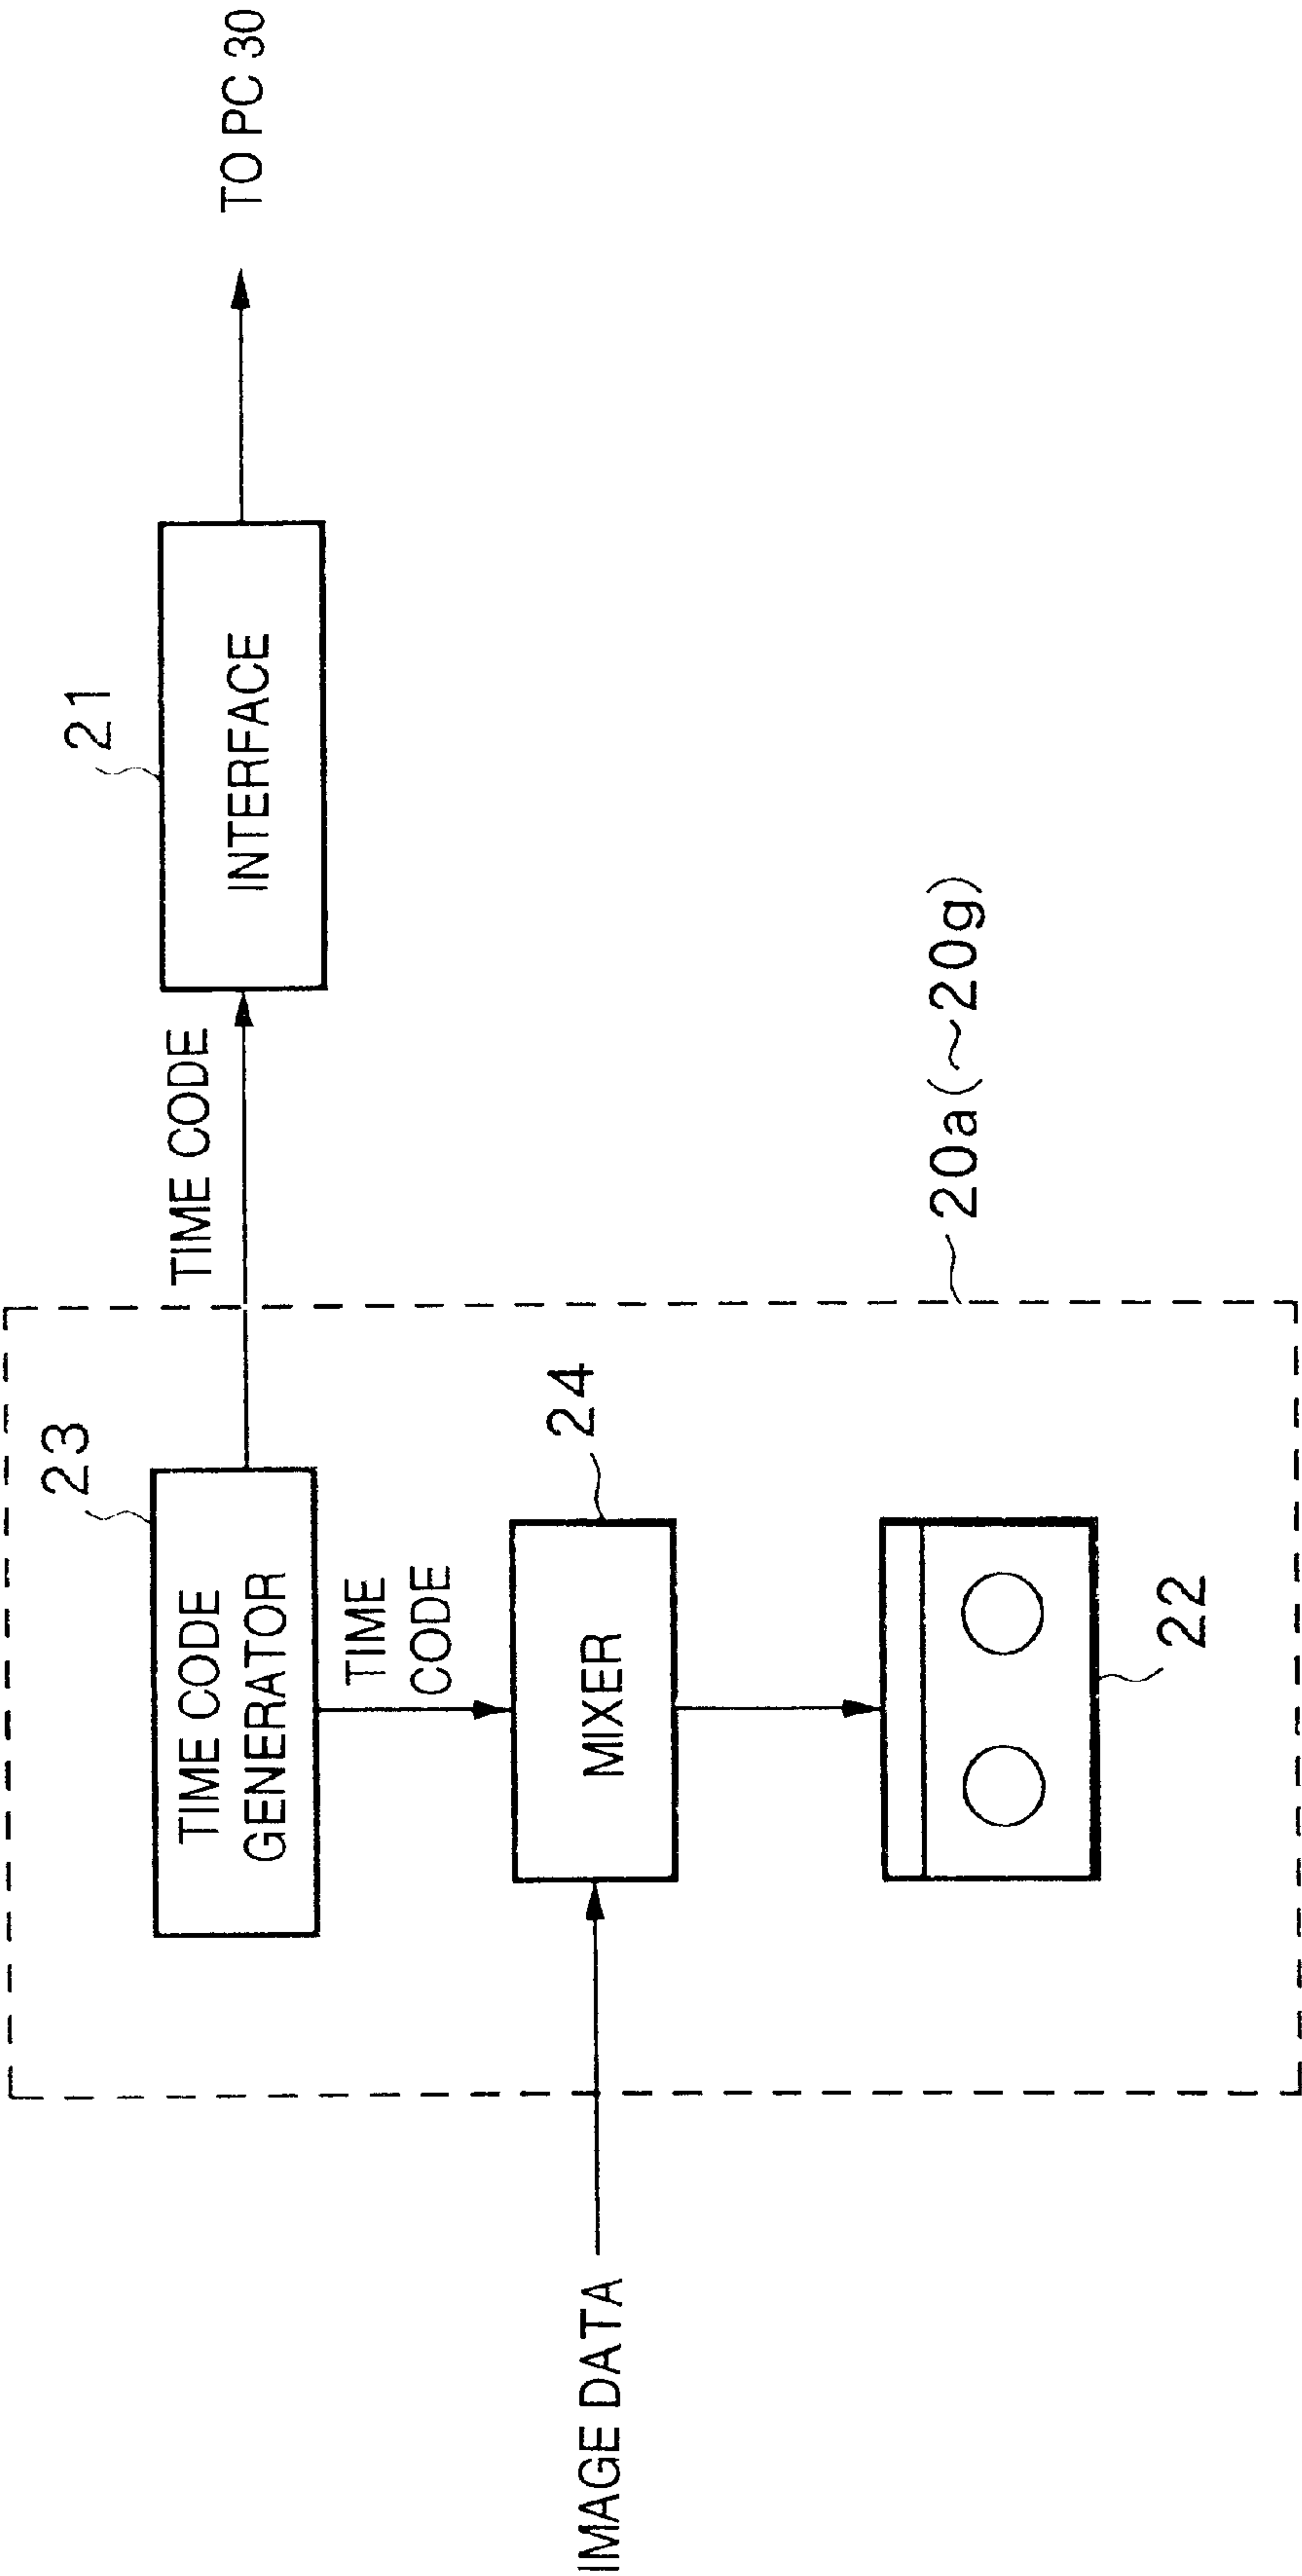 23
TIME CODE
GENERATOR
TIME CODE
21
INTERFACE
TO PC 30
TIME
CODE
IMAGE DATA
MIXER
24
22
20a(~20g)